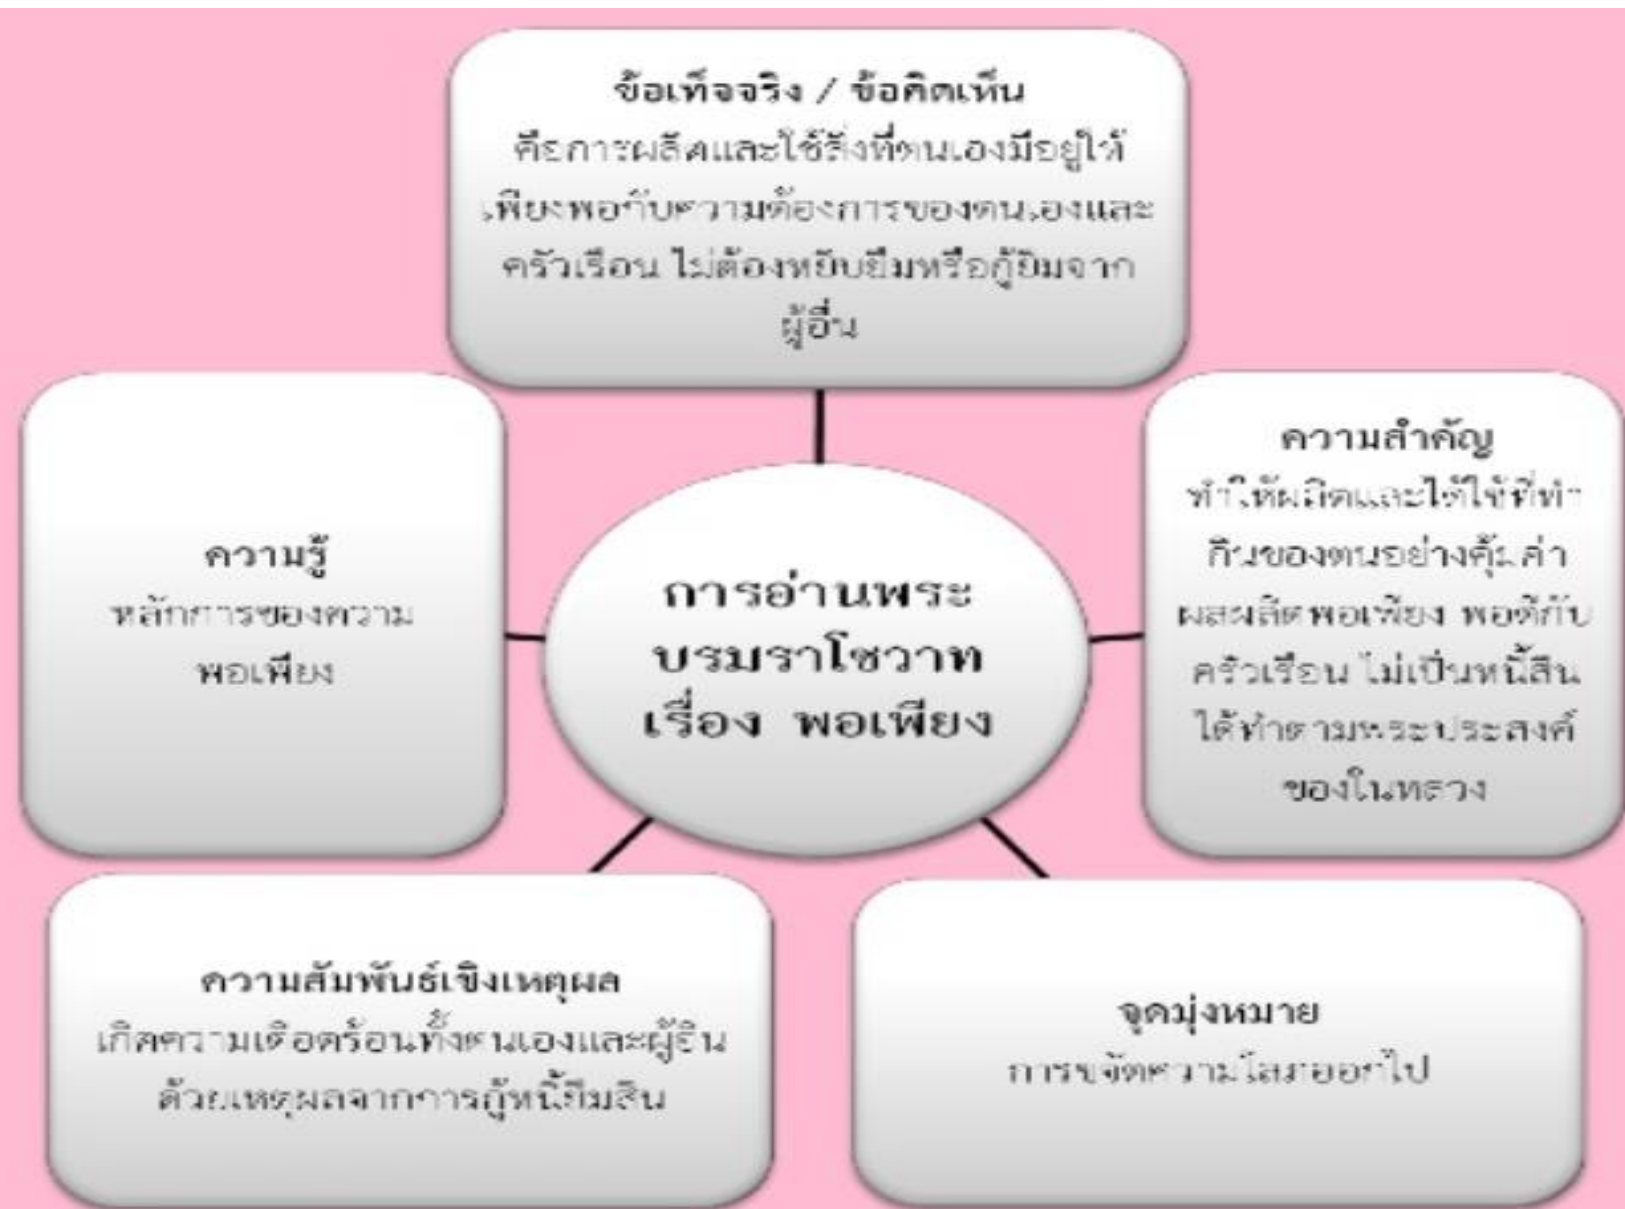 ข้อเท็จจริง / ข้อคิดเห็น
คือการผลิตและใช้สิ่งที่ตนเองมีอยู่ให้
เพียงพอกับความต้องการของตนเองและ
ครัวเรือน ไม่ต้องหยิบยืมหรือกู้ยืมจาก
ผู้อื่น
ความรู้
หลักการของความ
พอเพียง
การอ่านพระ
บรมราโชวาท
เรื่อง พอเพียง
ความสำคัญ
ทำให้ผลิตและได้ใช้ที่ทำ
กินของตนอย่างคุ้มค่า
ผลผลิตพอเพียง พอดีกับ
ครัวเรือน ไม่เป็นหนี้สิน
ได้ทำตามพระประสงค์
ของในหลวง
ความสัมพันธ์เชิงเหตุผล
เกิดความเดือดร้อนทั้งตนเองและผู้อื่น
ด้วยเหตุผลจากการกู้หนี้ยืมสิน
จุดมุ่งหมาย
การขจัดความโลภออกไป